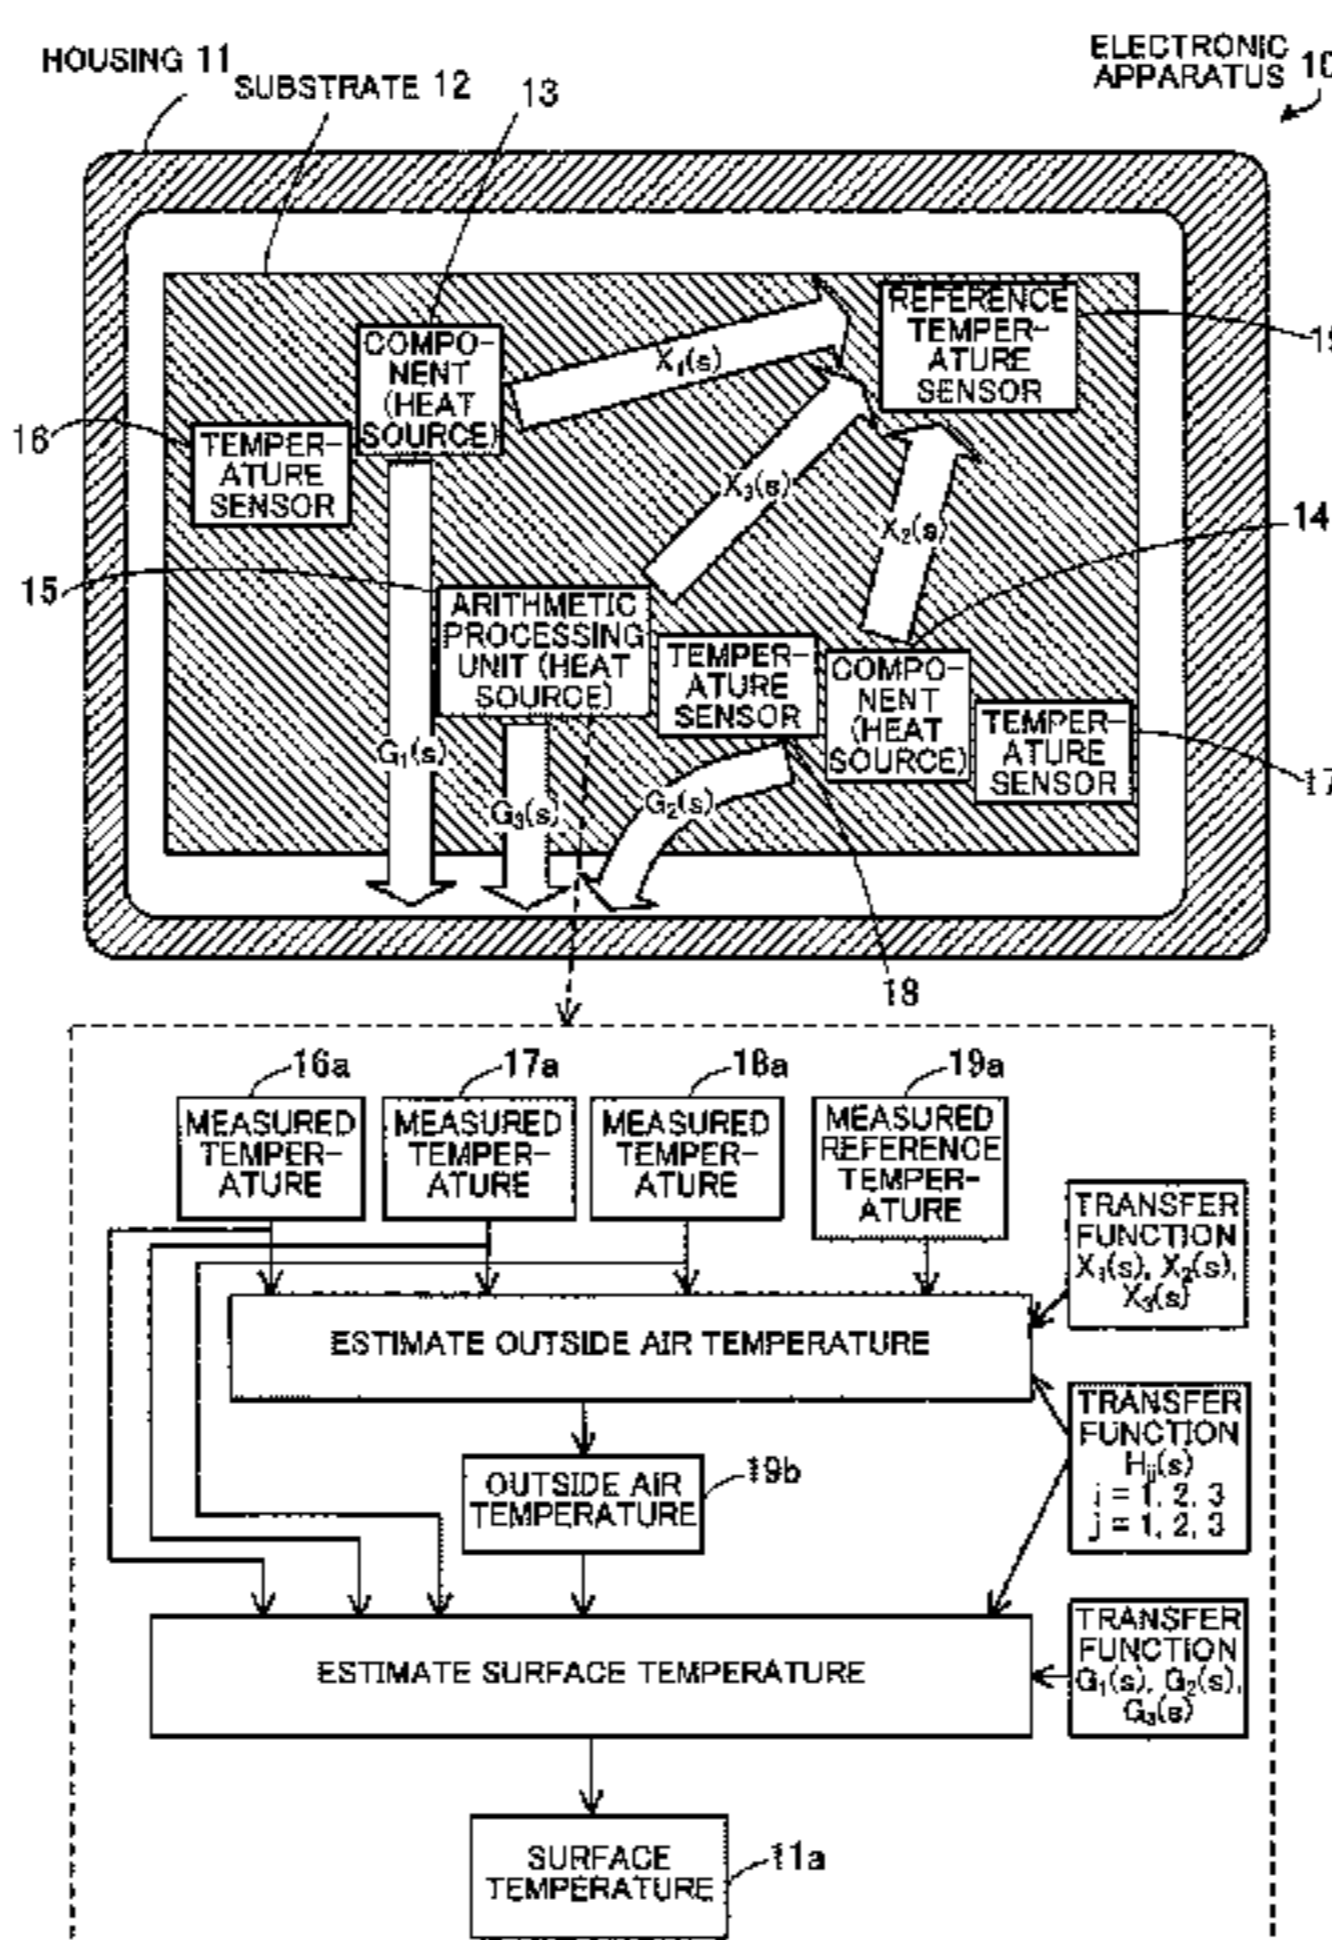 HOUSING 11
SUBSTRATE 12
13
ELECTRONIC
APPARATUS 10
COMPO-
NENT
(HEAT
SOURCE)
X₁(s)
REFERENCE
TEMPER-
ATURE
SENSOR
19
16
TEMPER-
ATURE
SENSOR
X₃(s)
X₂(s)
14
15
ARITHMETIC
PROCESSING
UNIT (HEAT
SOURCE)
TEMPER-
ATURE
SENSOR
COMPO-
NENT
(HEAT
SOURCE)
TEMPER-
ATURE
SENSOR
17
G₁(s)
G₃(s)
G₂(s)
18
16a
17a
18a
19a
MEASURED
TEMPER-
ATURE
MEASURED
TEMPER-
ATURE
MEASURED
TEMPER-
ATURE
MEASURED
REFERENCE
TEMPER-
ATURE
TRANSFER
FUNCTION
X₁(s), X₂(s),
X₃(s)
ESTIMATE OUTSIDE AIR TEMPERATURE
TRANSFER
FUNCTION
Hᵢⱼ(s)
i = 1, 2, 3
j = 1, 2, 3
OUTSIDE AIR
TEMPERATURE
19b
ESTIMATE SURFACE TEMPERATURE
TRANSFER
FUNCTION
G₁(s), G₂(s),
G₃(s)
SURFACE
TEMPERATURE
11a